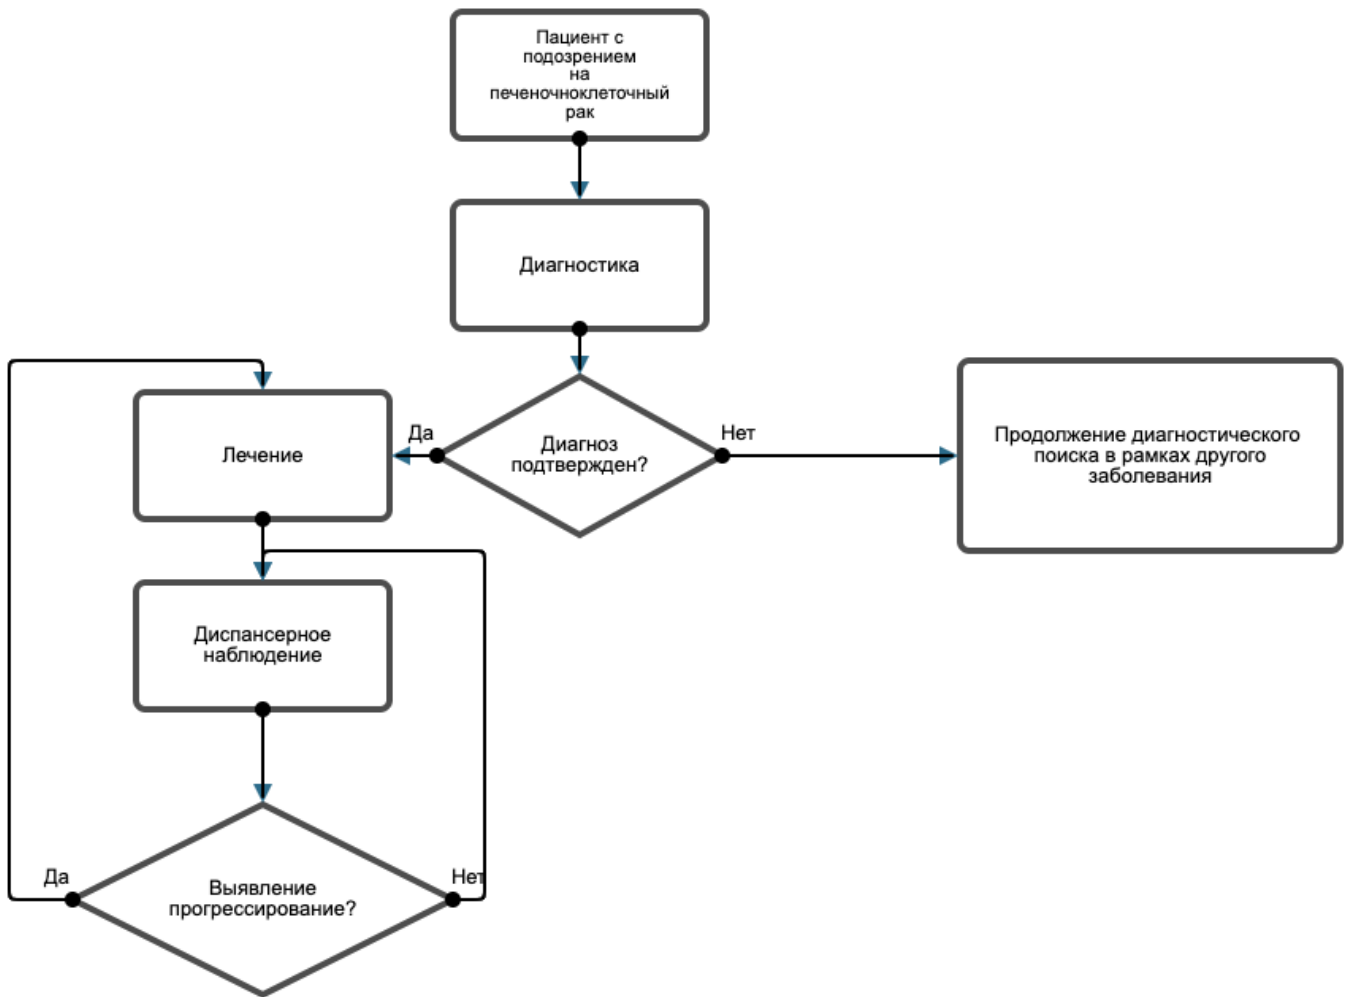 Пациент с
подозрением
на
печеночноклеточный
рак
Диагностика
Диагноз
подтвержден?
Да
Нет
Лечение
Продолжение диагностического
поиска в рамках другого
заболевания
Диспансерное
наблюдение
Выявление
прогрессирование?
Да
Нет